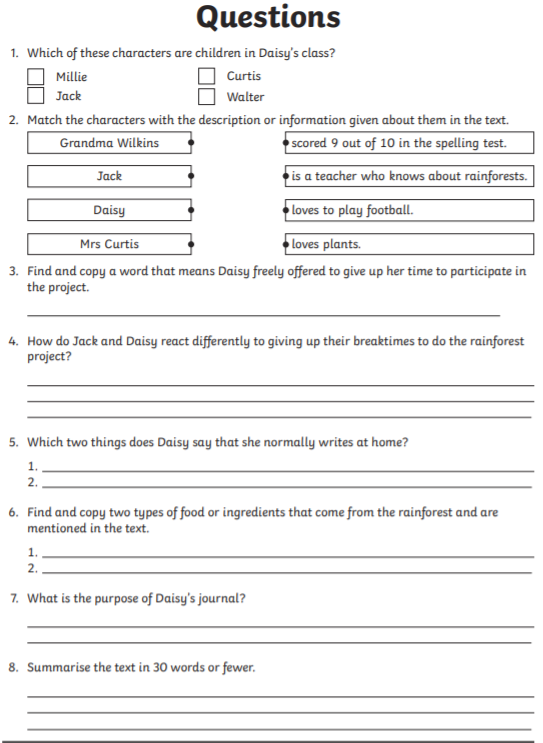 Questions
1. Which of these characters are children in Daisy's class?
Millie
Curtis
Jack
Walter
2. Match the characters with the description or information given about them in the text.
Grandma Wilkins
scored 9 out of 10 in the spelling test.
Jack
is a teacher who knows about rainforests.
Daisy
loves to play football.
Mrs Curtis
loves plants.
3. Find and copy a word that means Daisy freely offered to give up her time to participate in
the project.
4. How do Jack and Daisy react differently to giving up their breaktimes to do the rainforest
project?
5. Which two things does Daisy say that she normally writes at home?
1.
2.
6. Find and copy two types of food or ingredients that come from the rainforest and are
mentioned in the text.
1.
2.
7. What is the purpose of Daisy's journal?
8. Summarise the text in 30 words or fewer.